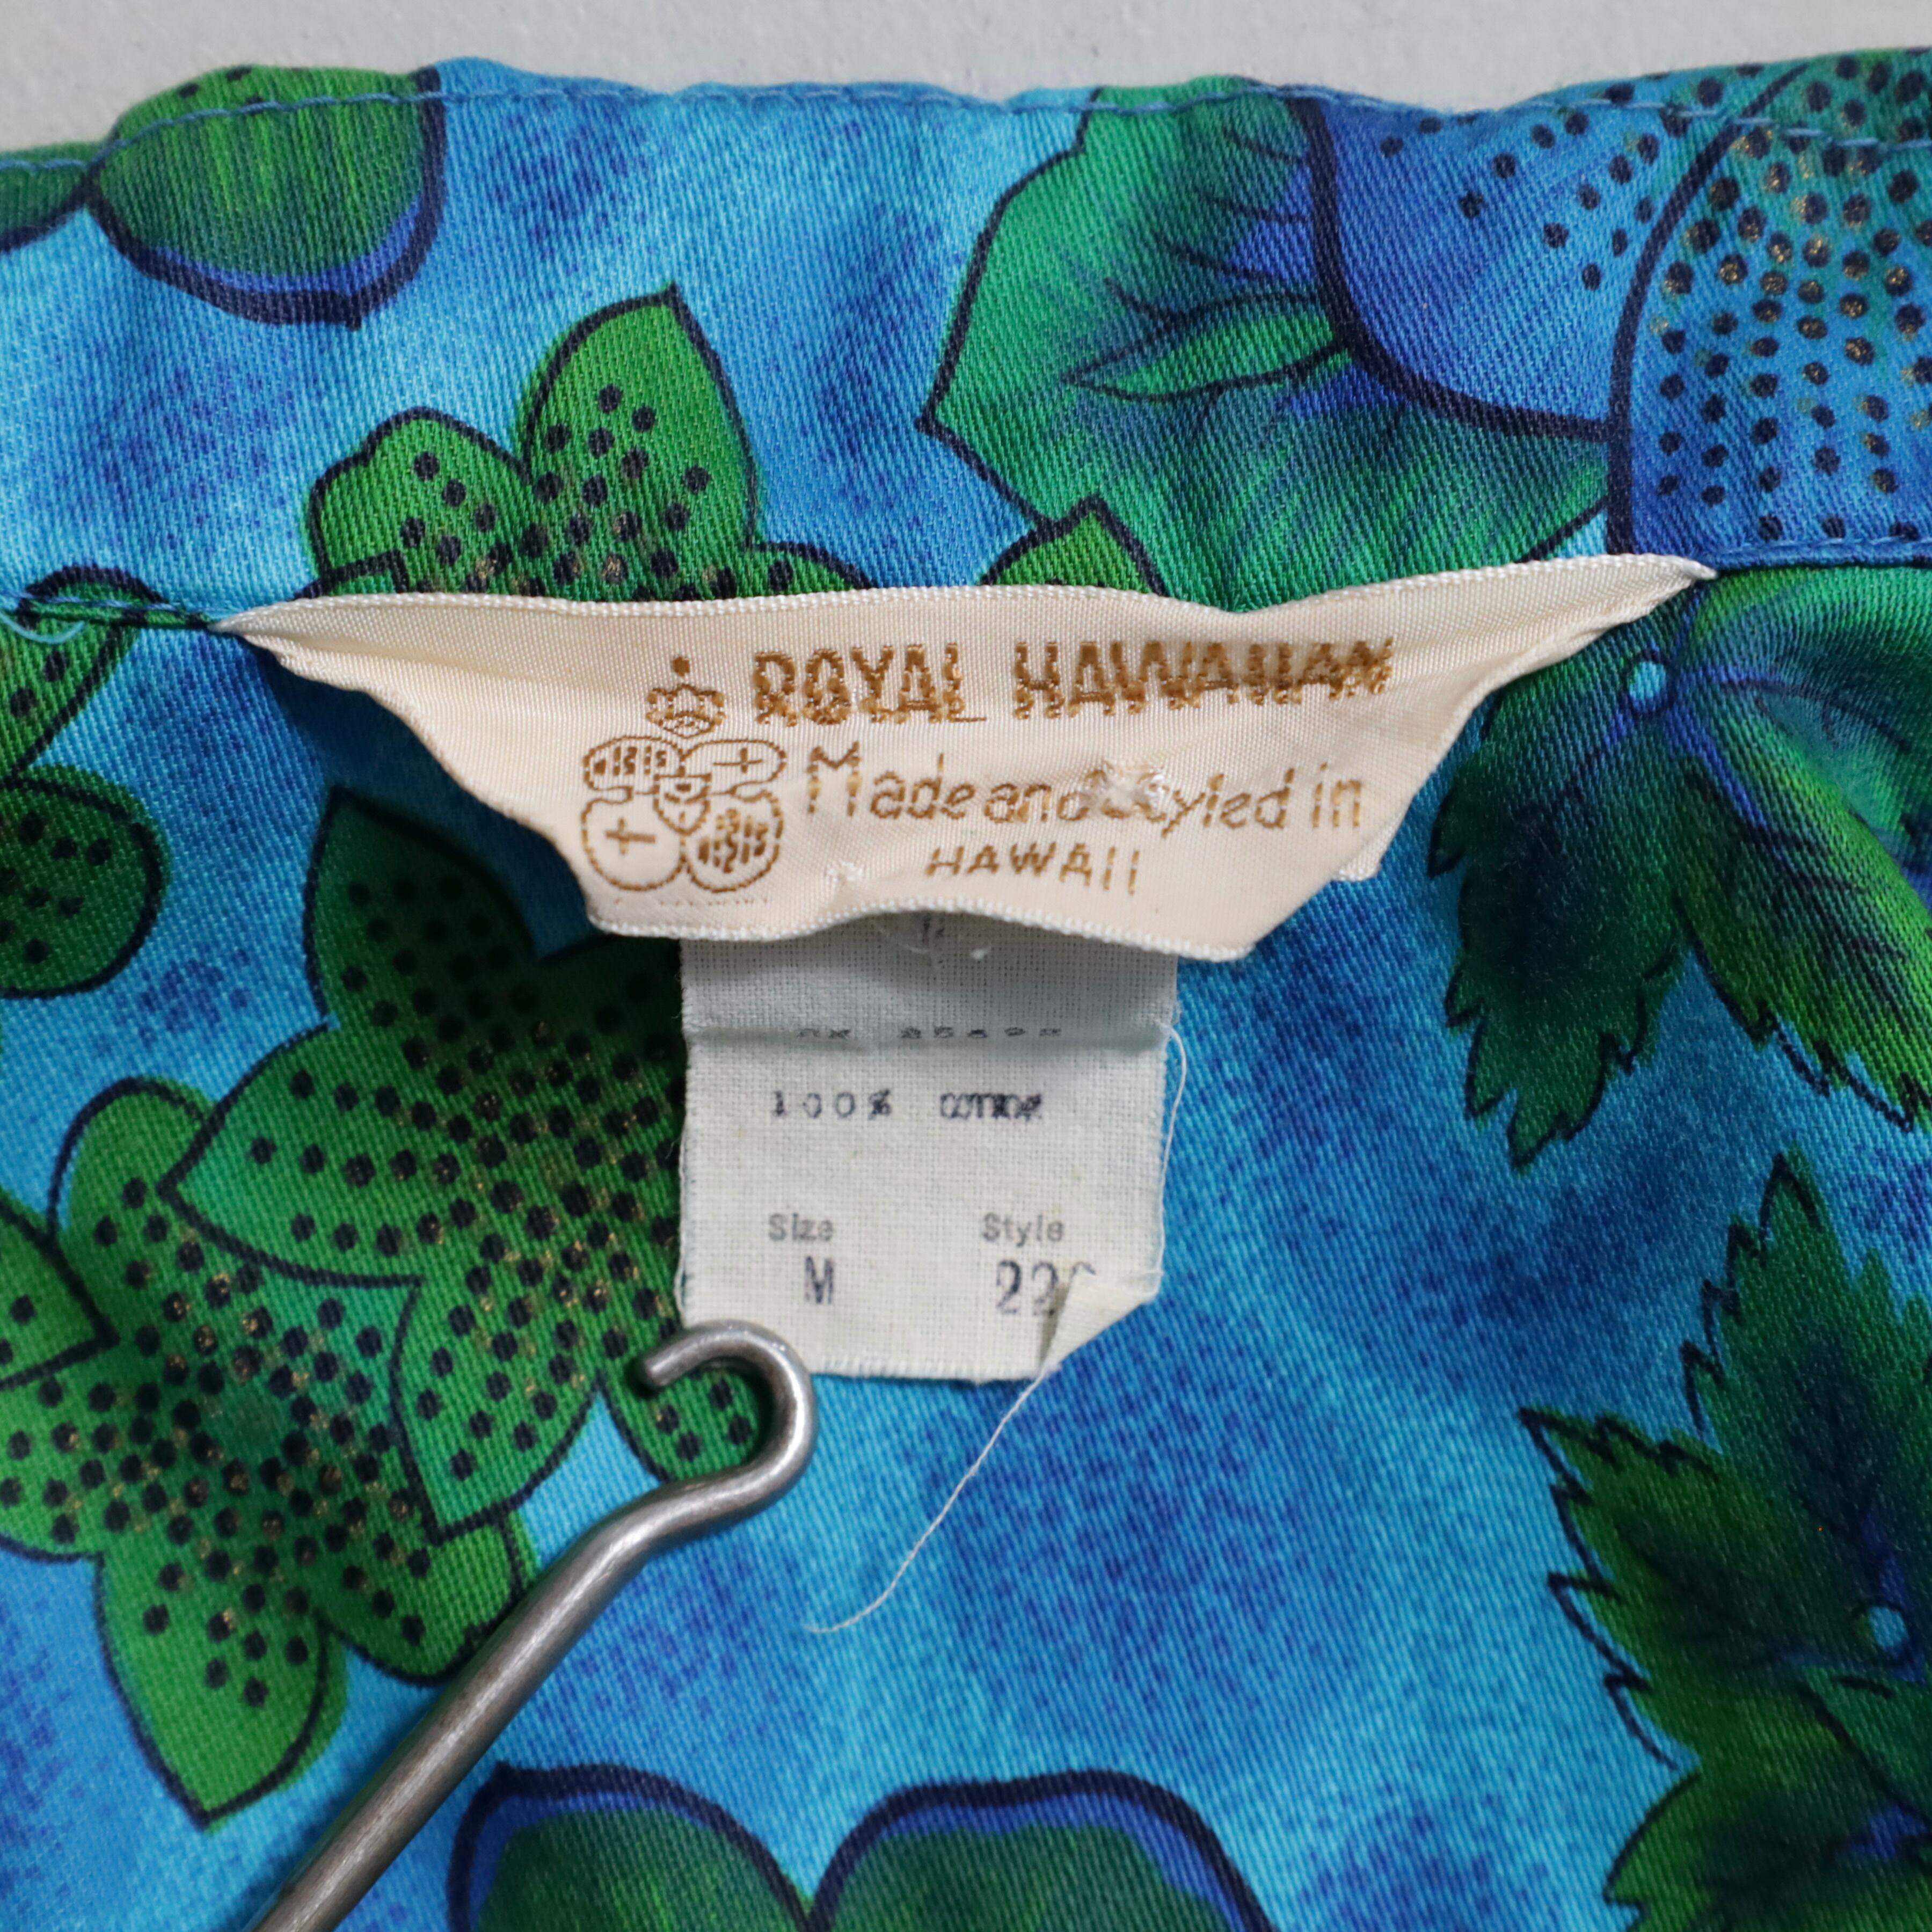 ROYAL HAWAIIAN
Made and Styled in
HAWAII
100% COTTON
Size Style
M